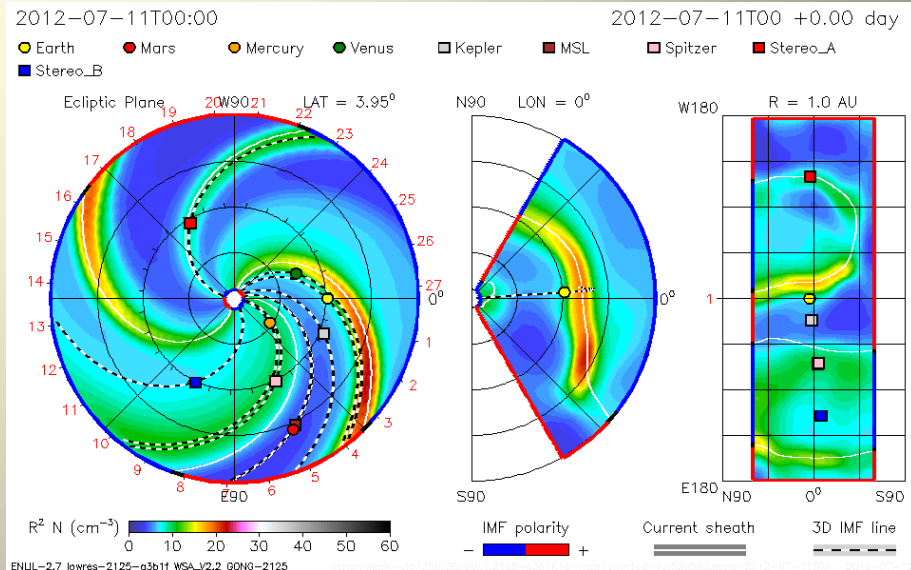 2012-07-11T00:00
2012-07-11T00 +0.00 day
Earth Mars Mercury Venus Kepler MSL Spitzer Stereo_A
Stereo_B
Ecliptic Plane W90 LAT = 3.95°
N90 LON = 0°
R = 1.0 AU
W180
20 21
19 22
18 23
17 24
16 25
15 26
14 27
0°
13 1
12 2
11 3
10 4
9 5
8 7 6
E90
0°
S90
1
E180
N90 0° S90
R² N (cm⁻³)
0 10 20 30 40 50 60
IMF polarity
- +
Current sheath
3D IMF line
ENLIL-2.7 lowres-2125-a3b1f WSA_V2.2 GONG-2125